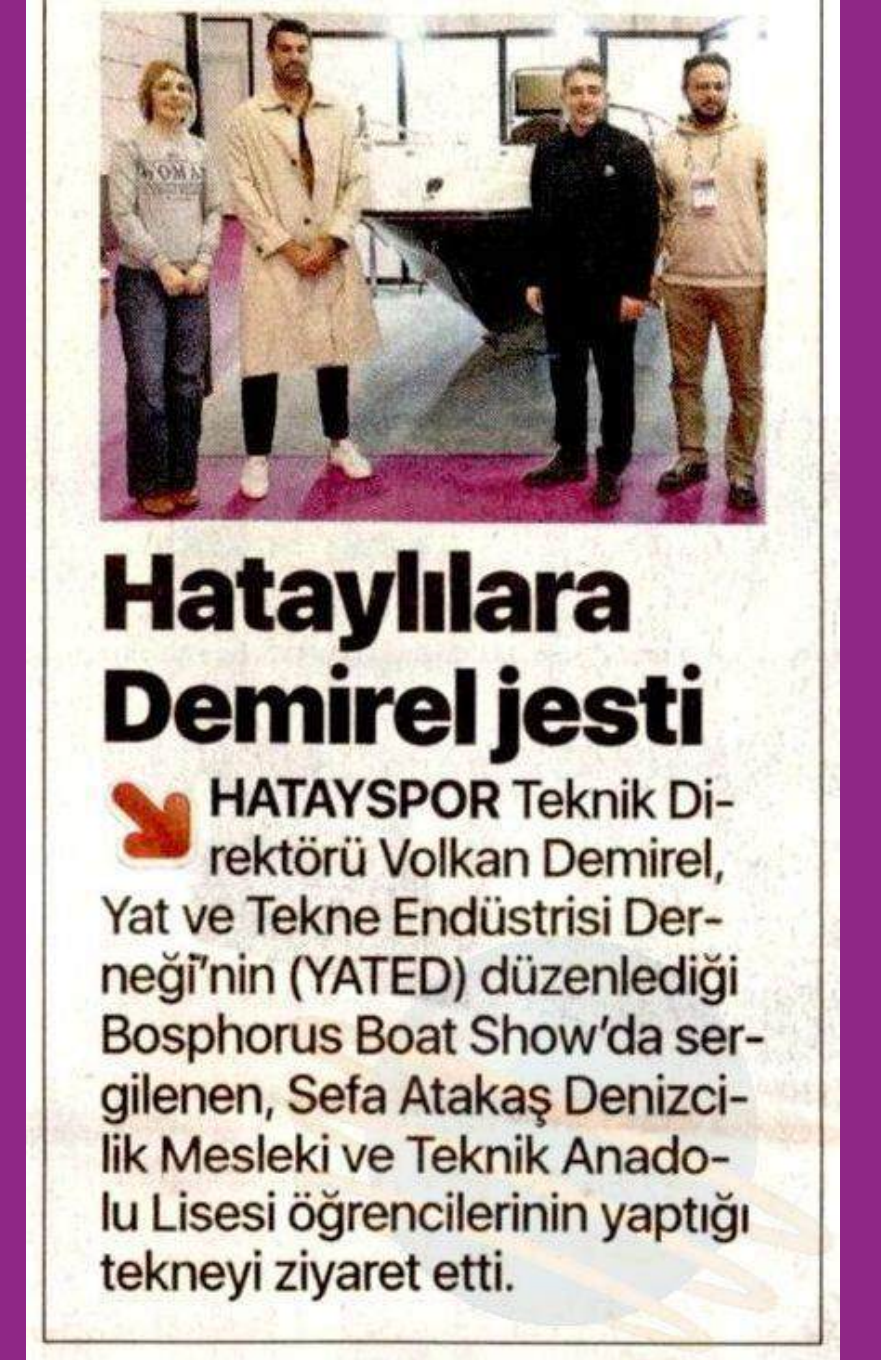 WOMA
Hataylılara
Demirel jesti
HATAYSPOR Teknik Di-
rektörü Volkan Demirel,
Yat ve Tekne Endüstrisi Der-
neği’nin (YATED) düzenlediği
Bosphorus Boat Show’da ser-
gilenen, Sefa Atakaş Denizci-
lik Mesleki ve Teknik Anado-
lu Lisesi öğrencilerinin yaptığı
tekneyi ziyaret etti.